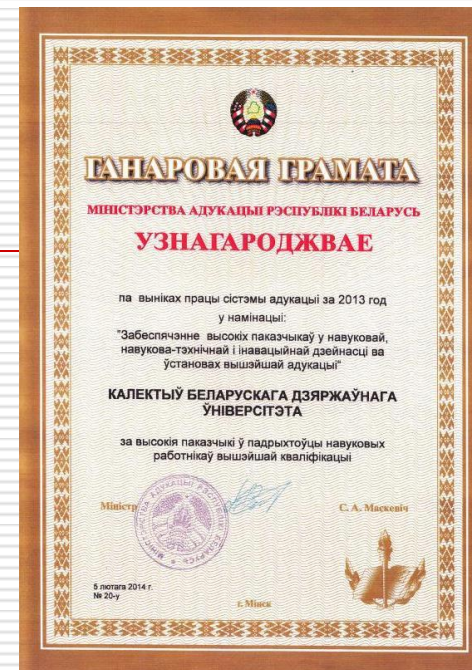 ГАНАРОВАЯ ГРАМАТА
МІНІСТЭРСТВА АДУКАЦЫІ РЭСПУБЛІКІ БЕЛАРУСЬ
УЗНАГАРОДЖВАЕ
па выніках працы сістэмы адукацыі за 2013 год
у намінацыі:
"Забеспячэнне высокіх паказчыкаў у навуковай,
навукова-тэхнічнай і інавацыйнай дзейнасці ва
ўстановах вышэйшай адукацыі"
КАЛЕКТЫЎ БЕЛАРУСКАГА ДЗЯРЖАЎНАГА
ЎНІВЕРСІТЭТА
за высокія паказчыкі ў падрыхтоўцы навуковых
работнікаў вышэйшай кваліфікацыі
Міністр
С. А. Маскевіч
5 лютага 2014 г.
№ 20-у
г. Мінск